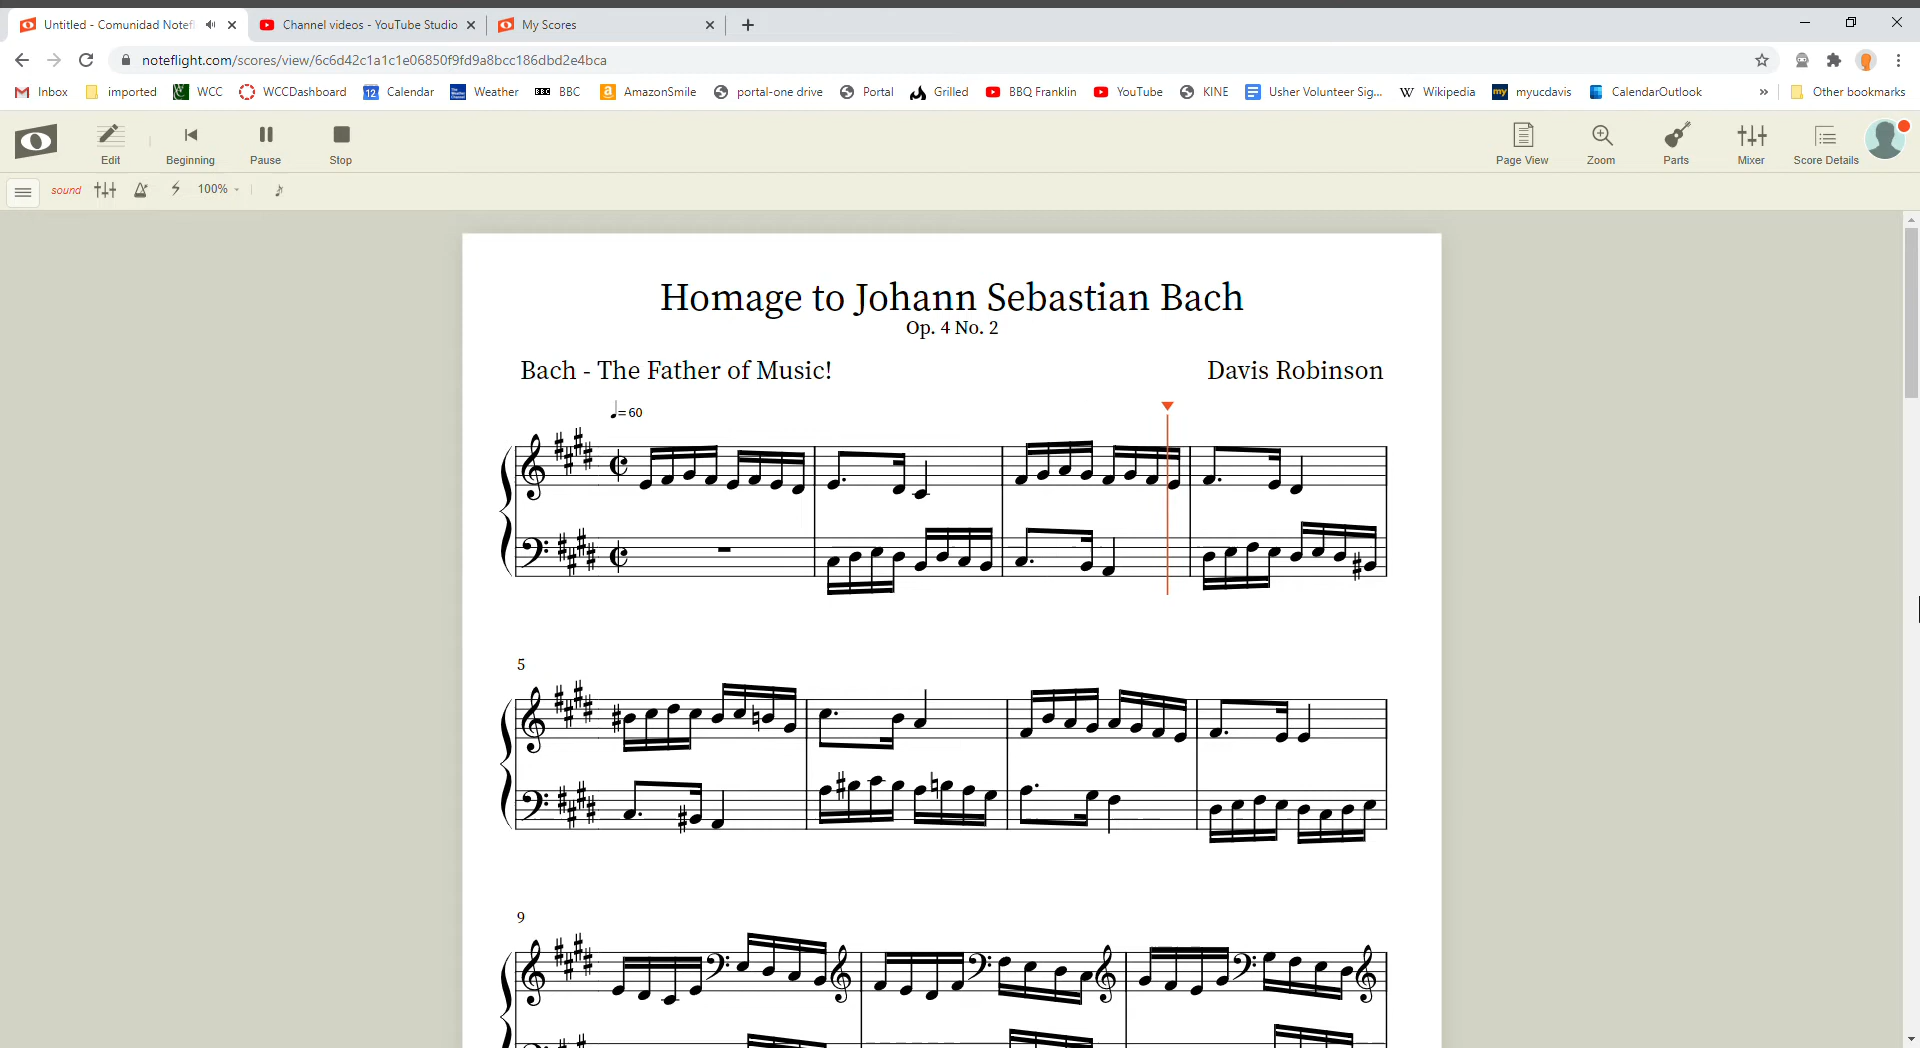 Untitled - Comunidad Notefl
Channel videos - YouTube Studio
My Scores
noteflight.com/scores/view/6c6d42c1a1c1e06850f9fd9a8bcc186dbd2e4bca
Inbox imported WCC WCCDashboard 12 Calendar Weather BBC BBC a AmazonSmile portal-one drive Portal Grilled BBQ Franklin YouTube KINE Usher Volunteer Sig... W Wikipedia my myucdavis CalendarOutlook » Other bookmarks
Edit Beginning Pause Stop Page View Zoom Parts Mixer Score Details
sound 100%
Homage to Johann Sebastian Bach
Op. 4 No. 2
Bach - The Father of Music! Davis Robinson
=60
5
9